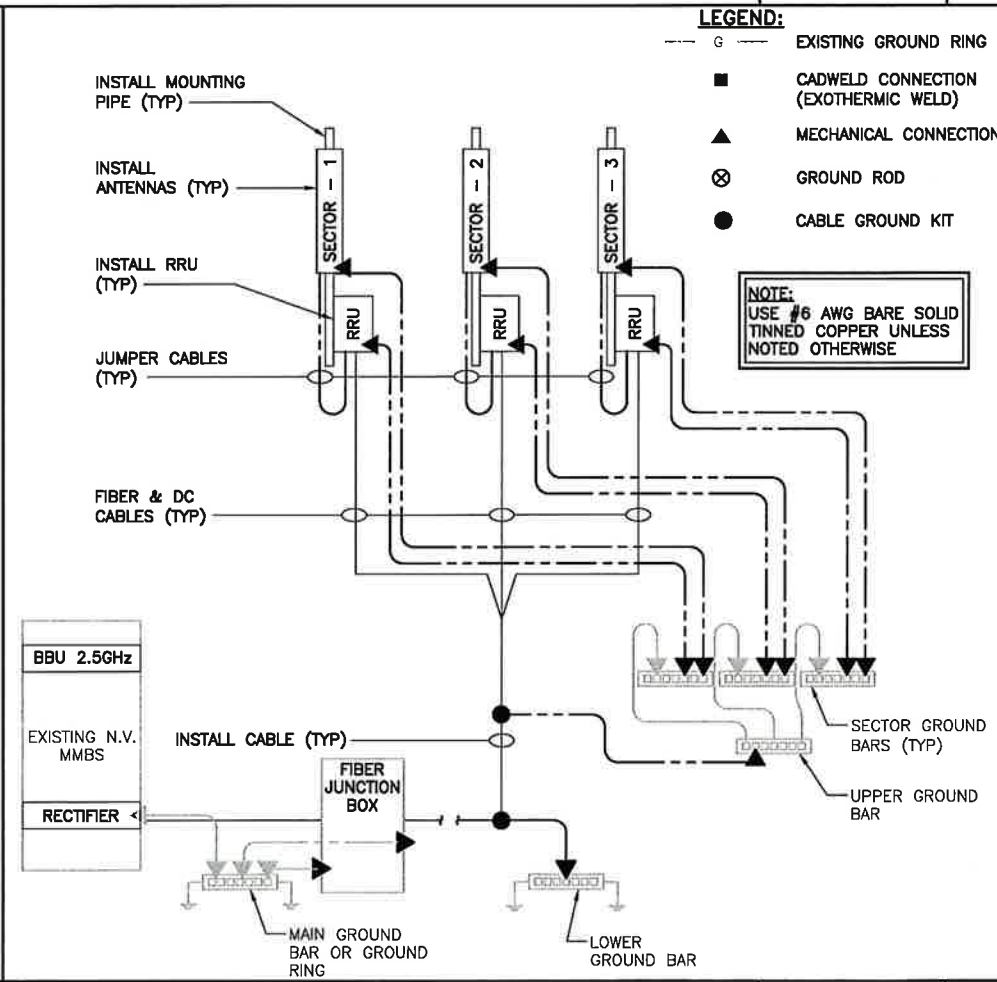 LEGEND:
G EXISTING GROUND RING
CADWELD CONNECTION
(EXOTHERMIC WELD)
MECHANICAL CONNECTION
GROUND ROD
CABLE GROUND KIT
NOTE:
USE #6 AWG BARE SOLID
TINNED COPPER UNLESS
NOTED OTHERWISE
INSTALL MOUNTING
PIPE (TYP)
INSTALL
ANTENNAS (TYP)
INSTALL RRU
(TYP)
JUMPER CABLES
(TYP)
FIBER & DC
CABLES (TYP)
SECTOR - 1
SECTOR - 2
SECTOR - 3
RRU
RRU
RRU
BBU 2.5GHz
EXISTING N.V.
MMBS
RECTIFIER
INSTALL CABLE (TYP)
FIBER
JUNCTION
BOX
SECTOR GROUND
BARS (TYP)
UPPER GROUND
BAR
MAIN GROUND
BAR OR GROUND
RING
LOWER
GROUND BAR